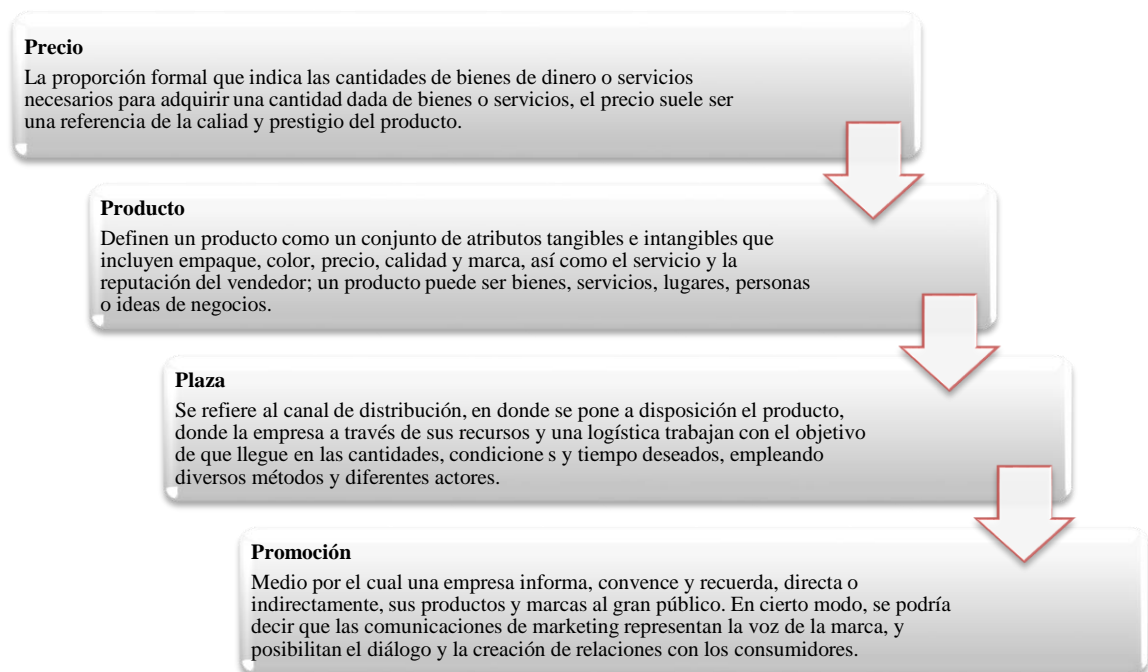 Precio
La proporción formal que indica las cantidades de bienes de dinero o servicios
necesarios para adquirir una cantidad dada de bienes o servicios, el precio suele ser
una referencia de la caliad y prestigio del producto.
Producto
Definen un producto como un conjunto de atributos tangibles e intangibles que
incluyen empaque, color, precio, calidad y marca, así como el servicio y la
reputación del vendedor; un producto puede ser bienes, servicios, lugares, personas
o ideas de negocios.
Plaza
Se refiere al canal de distribución, en donde se pone a disposición el producto,
donde la empresa a través de sus recursos y una logística trabajan con el objetivo
de que llegue en las cantidades, condicione s y tiempo deseados, empleando
diversos métodos y diferentes actores.
Promoción
Medio por el cual una empresa informa, convence y recuerda, directa o
indirectamente, sus productos y marcas al gran público. En cierto modo, se podría
decir que las comunicaciones de marketing representan la voz de la marca, y
posibilitan el diálogo y la creación de relaciones con los consumidores.